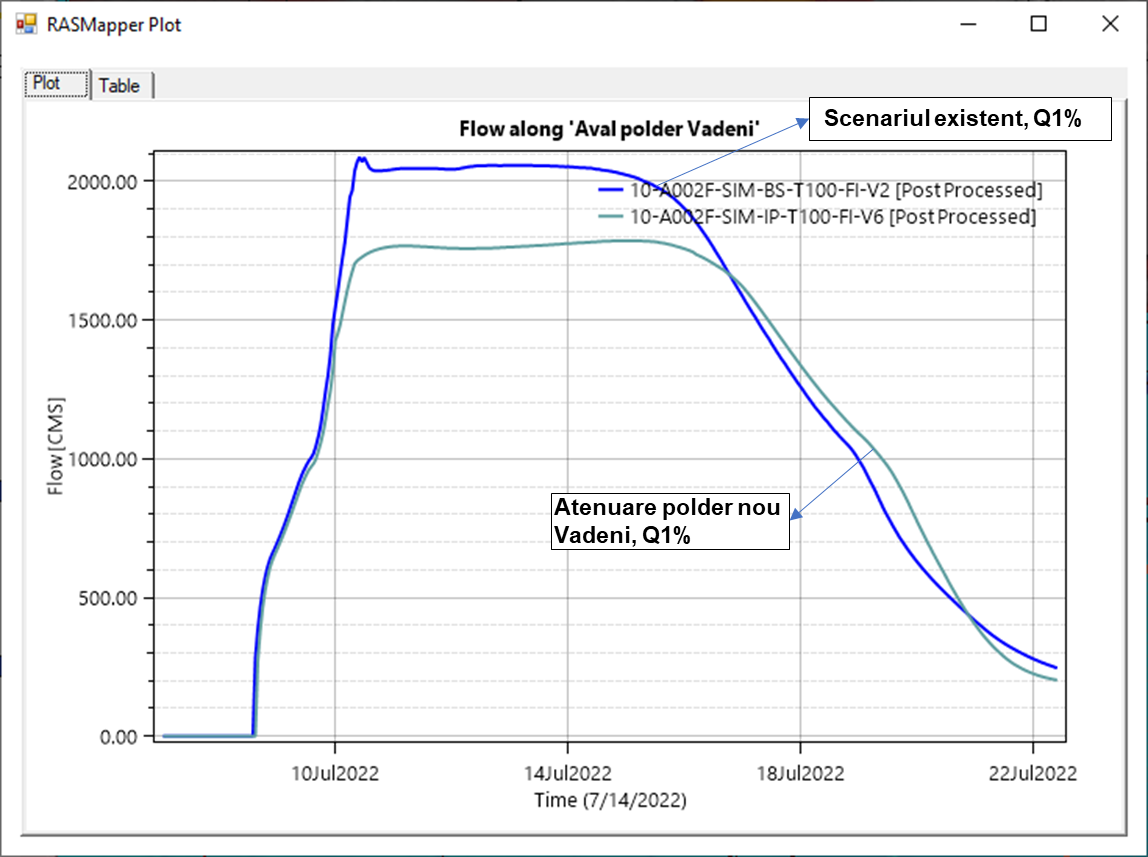 RASMapper Plot
Plot
Table
Flow along 'Aval polder Vadeni'
Scenariul existent, Q1%
10-A002F-SIM-BS-T100-FI-V2 [Post Processed]
10-A002F-SIM-IP-T100-FI-V6 [Post Processed]
2000.00
1500.00
1000.00
500.00
0.00
Flow [CMS]
Atenuare polder nou
Vadeni, Q1%
10Jul2022
14Jul2022
18Jul2022
22Jul2022
Time (7/14/2022)